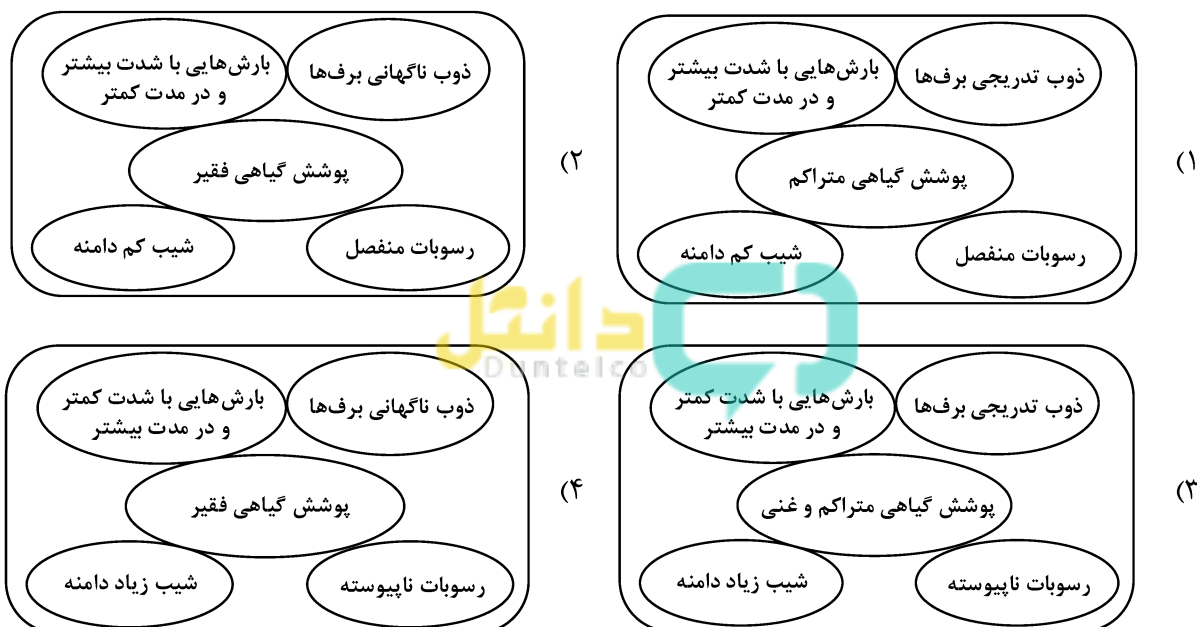 ۱)
ذوب تدریجی برف‌ها
بارش‌هایی با شدت بیشتر
و در مدت کمتر
پوشش گیاهی متراکم
رسوبات منفصل
شیب کم دامنه
۲)
ذوب ناگهانی برف‌ها
بارش‌هایی با شدت بیشتر
و در مدت کمتر
پوشش گیاهی فقیر
رسوبات منفصل
شیب کم دامنه
دانتل
Duntelco
۳)
ذوب تدریجی برف‌ها
بارش‌هایی با شدت کمتر
و در مدت بیشتر
پوشش گیاهی متراکم و غنی
رسوبات ناپیوسته
شیب زیاد دامنه
۴)
ذوب ناگهانی برف‌ها
بارش‌هایی با شدت کمتر
و در مدت بیشتر
پوشش گیاهی فقیر
رسوبات ناپیوسته
شیب زیاد دامنه